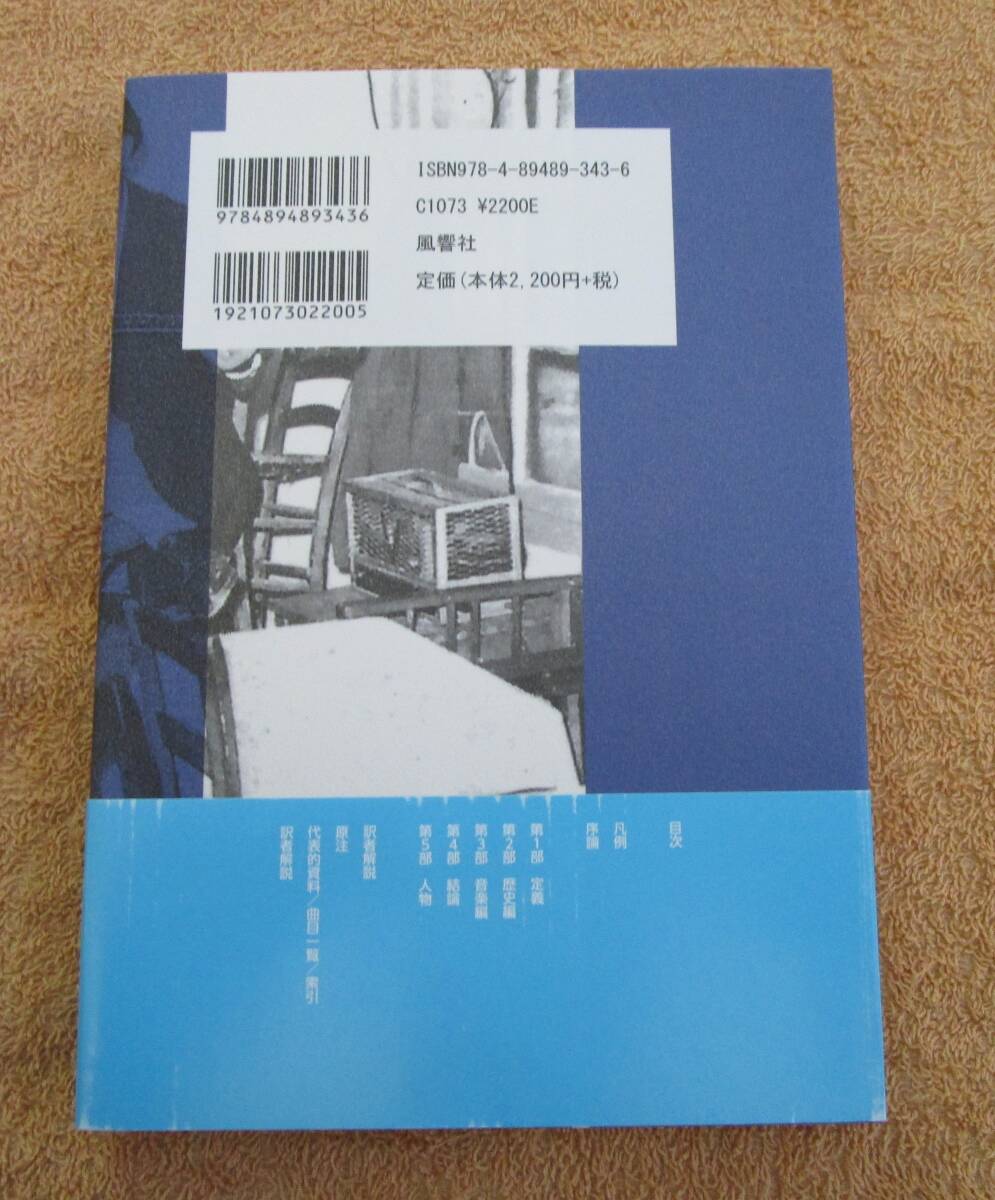 9784894893436
ISBN978-4-89489-343-6
C1073 ¥2200E
風響社
定価(本体2,200円+税)
1921073022005
目次
凡例
序論
第1部 定義
第2部 歴史編
第3部 音楽編
第4部 結論
第5部 人物
訳者解説
原注
代表的資料/曲目一覧/索引
訳者解説